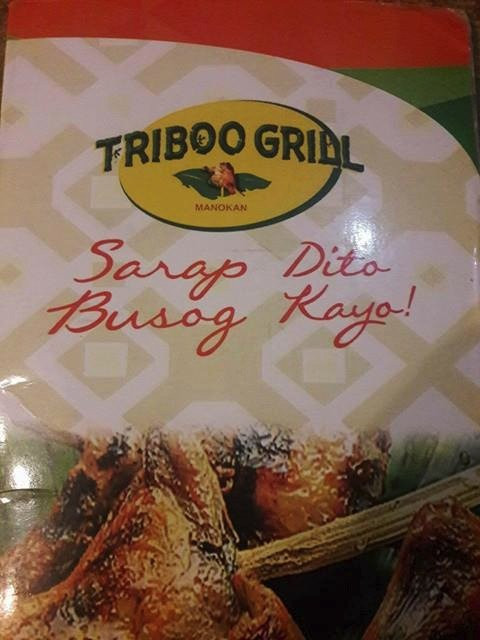 TRIBOO GRILL
MANOKAN
Sarap Dito
Busog Kayo!